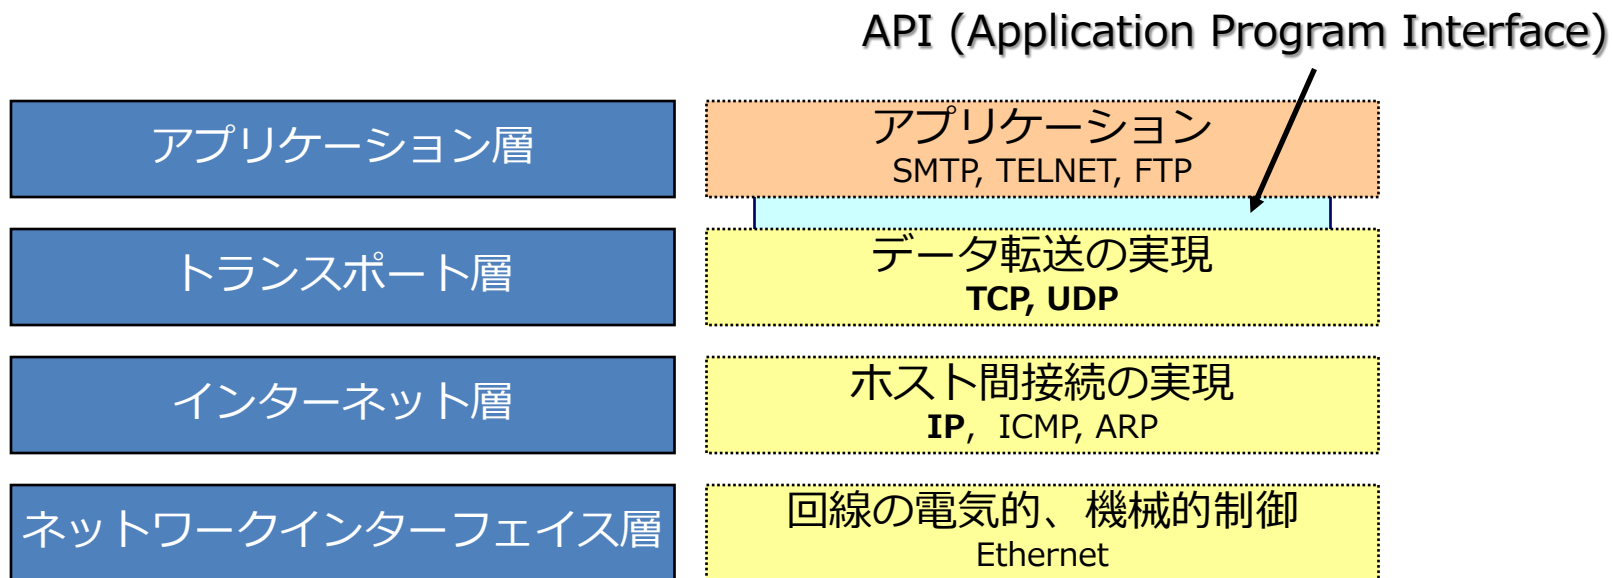 API (Application Program Interface)
アプリケーション層
アプリケーション
SMTP, TELNET, FTP
トランスポート層
データ転送の実現
TCP, UDP
インターネット層
ホスト間接続の実現
IP, ICMP, ARP
ネットワークインターフェイス層
回線の電気的、機械的制御
Ethernet